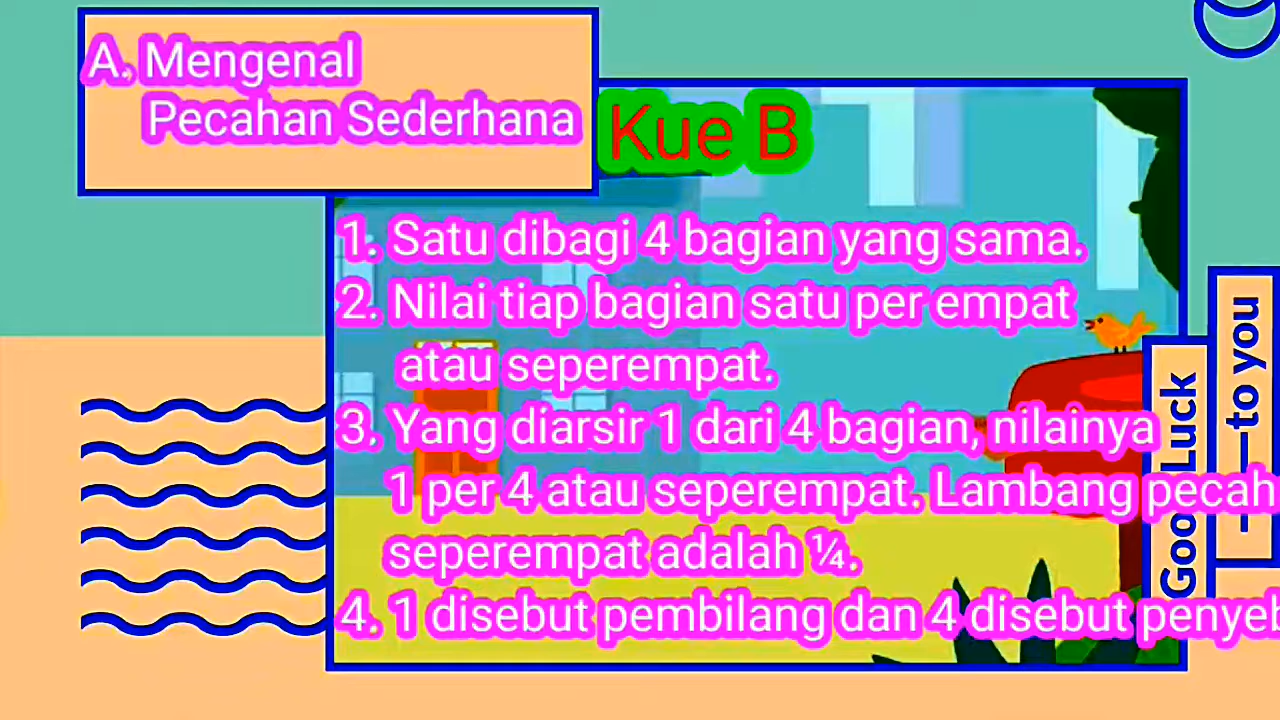 A. Mengenal
Pecahan Sederhana
Kue B
1. Satu dibagi 4 bagian yang sama.
2. Nilai tiap bagian satu per empat
atau seperempat.
3. Yang diarsir 1 dari 4 bagian, nilainya
1 per 4 atau seperempat. Lambang pecah
seperempat adalah ¼.
4. 1 disebut pembilang dan 4 disebut penyeb
Good Luck
to you